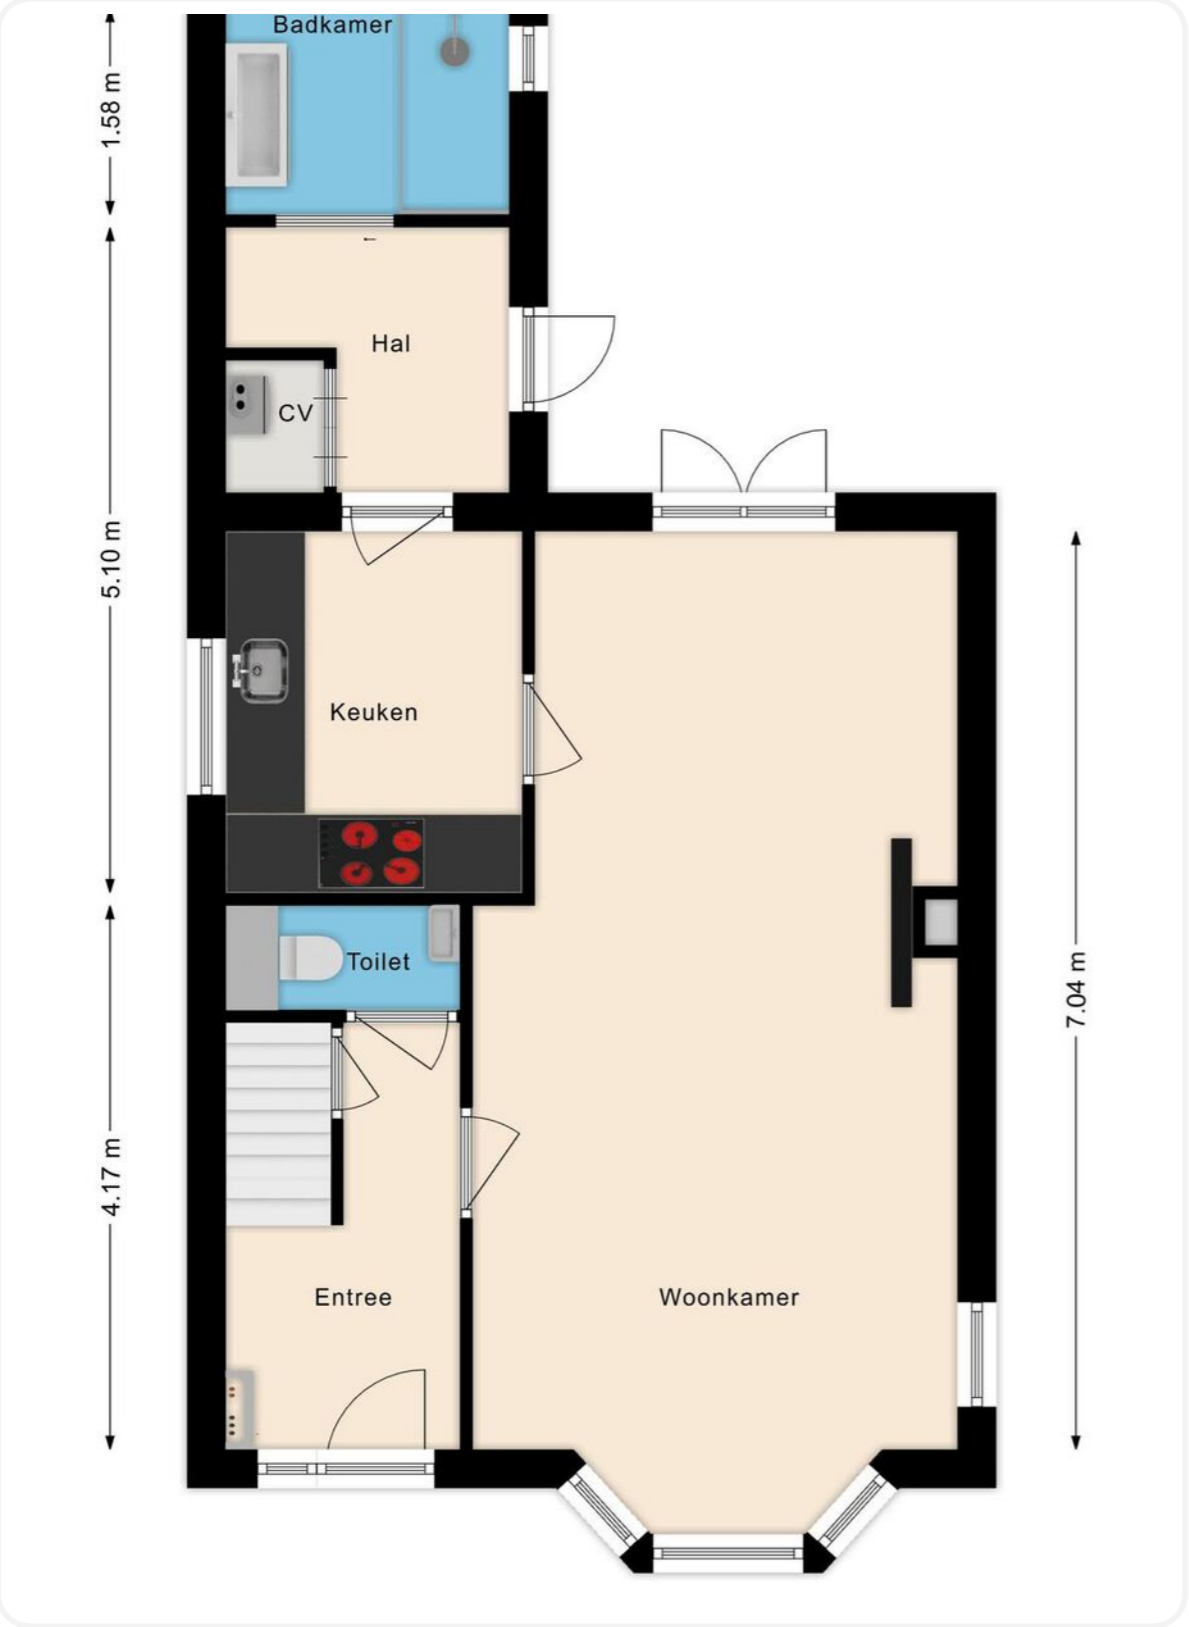 Badkamer
1.58 m
Hal
CV
5.10 m
Keuken
Toilet
7.04 m
4.17 m
Entree
Woonkamer